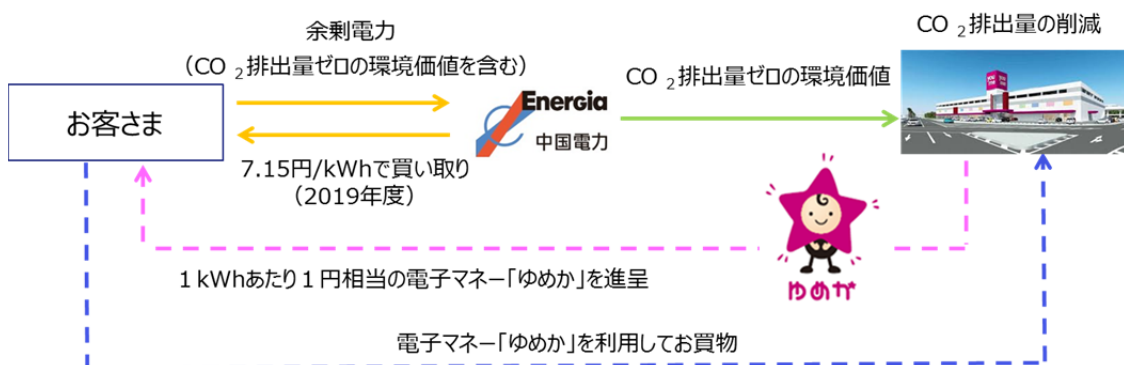 余剰電力
（CO 2 排出量ゼロの環境価値を含む）
CO 2 排出量の削減
CO 2 排出量ゼロの環境価値
お客さま
Energia
中国電力
7.15円/kWhで買い取り
（2019年度）
１kWhあたり１円相当の電子マネー「ゆめか」を進呈
ゆめか
電子マネー「ゆめか」を利用してお買物